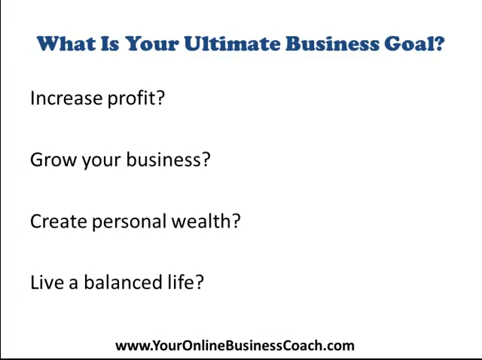 What Is Your Ultimate Business Goal?
Increase profit?
Grow your business?
Create personal wealth?
Live a balanced life?
www.YourOnlineBusinessCoach.com